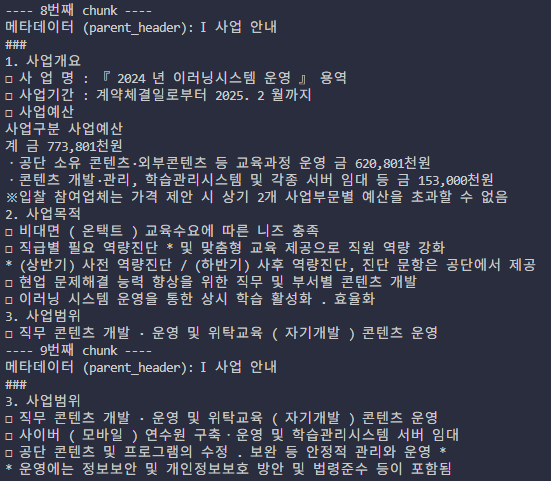 ---- 8번째 chunk ----
메타데이터 (parent_header): Ⅰ 사업 안내
###
1. 사업개요
□ 사 업 명 : 『 2024 년 이러닝시스템 운영 』 용역
□ 사업기간 : 계약체결일로부터 2025. 2 월까지
□ 사업예산
사업구분 사업예산
계 금 773,801천원
ㆍ공단 소유 콘텐츠·외부콘텐츠 등 교육과정 운영 금 620,801천원
ㆍ콘텐츠 개발·관리, 학습관리시스템 및 각종 서버 임대 등 금 153,000천원
※입찰 참여업체는 가격 제안 시 상기 2개 사업부문별 예산을 초과할 수 없음
2. 사업목적
□ 비대면 ( 온택트 ) 교육수요에 따른 니즈 충족
□ 직급별 필요 역량진단 * 및 맞춤형 교육 제공으로 직원 역량 강화
* (상반기) 사전 역량진단 / (하반기) 사후 역량진단, 진단 문항은 공단에서 제공
□ 현업 문제해결 능력 향상을 위한 직무 및 부서별 콘텐츠 개발
□ 이러닝 시스템 운영을 통한 상시 학습 활성화 . 효율화
3. 사업범위
□ 직무 콘텐츠 개발 · 운영 및 위탁교육 ( 자기개발 ) 콘텐츠 운영
---- 9번째 chunk ----
메타데이터 (parent_header): Ⅰ 사업 안내
###
3. 사업범위
□ 직무 콘텐츠 개발 · 운영 및 위탁교육 ( 자기개발 ) 콘텐츠 운영
□ 사이버 ( 모바일 ) 연수원 구축ㆍ운영 및 학습관리시스템 서버 임대
□ 공단 콘텐츠 및 프로그램의 수정 . 보완 등 안정적 관리와 운영 *
* 운영에는 정보보안 및 개인정보보호 방안 및 법령준수 등이 포함됨